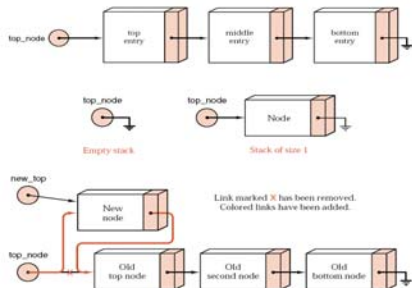 top_node
top
entry
middle
entry
bottom
entry
top_node
Empty stack
top_node
Node
Stack of size 1
new_top
New
node
Link marked X has been removed.
Colored links have been added.
top_node
Old
top node
Old
second node
Old
bottom node